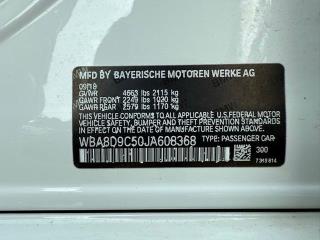 MFD BY BAYERISCHE MOTOREN WERKE AG
09/18
GVWR 4663 lbs 2115 kg
GAWR FRONT 2249 lbs 1020 kg
GAWR REAR 2579 lbs 1170 kg
THIS VEHICLE CONFORMS TO ALL APPLICABLE U.S. FEDERAL MOTOR
VEHICLE SAFETY, BUMPER, AND THEFT PREVENTION STANDARDS IN
EFFECT ON THE DATE OF MANUFACTURE SHOWN ABOVE.
WBA8D9C50JA608368 TYPE: PASSENGER CAR
300